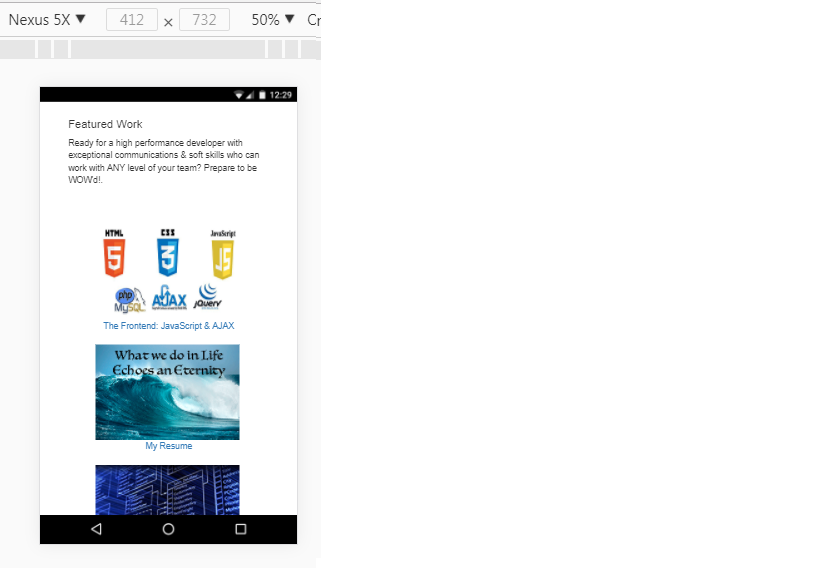 Nexus 5X ▼ 412 × 732 50% ▼ Cr
12:29
Featured Work
Ready for a high performance developer with
exceptional communications & soft skills who can
work with ANY level of your team? Prepare to be
WOW'd!.
HTML CSS JavaScript
5 3 JS
php AJAX jQuery
MySQL
The Frontend: JavaScript & AJAX
What we do in Life
Echoes an Eternity
My Resume